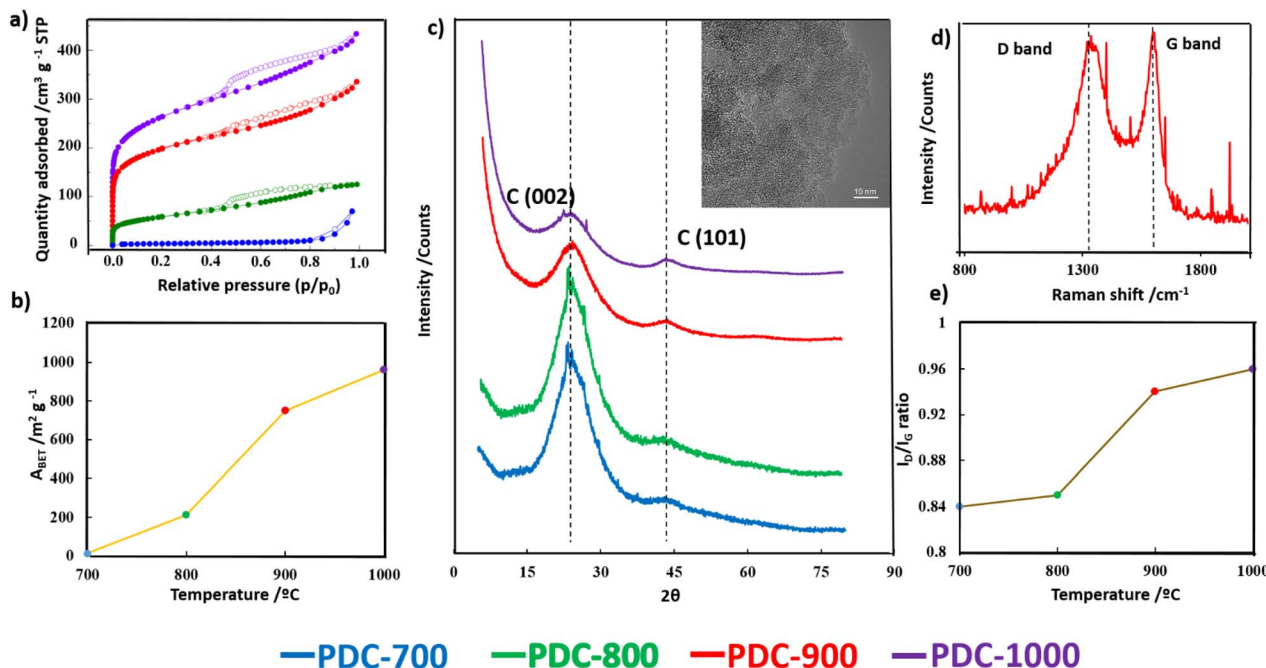 a)
Quantity adsorbed /cm³ g⁻¹ STP
400
300
200
100
0
0.0 0.2 0.4 0.6 0.8 1.0
Relative pressure (p/p₀)
b)
A_BET /m² g⁻¹
1200
1000
800
600
400
200
0
700 800 900 1000
Temperature /ºC
c)
Intensity /Counts
C (002)
C (101)
10 nm
0 15 30 45 60 75 90
2θ
d)
D band
G band
Intensity /Counts
800 1300 1800
Raman shift /cm⁻¹
e)
I_D/I_G ratio
1
0.96
0.92
0.88
0.84
0.8
700 800 900 1000
Temperature /ºC
PDC-700 PDC-800 PDC-900 PDC-1000